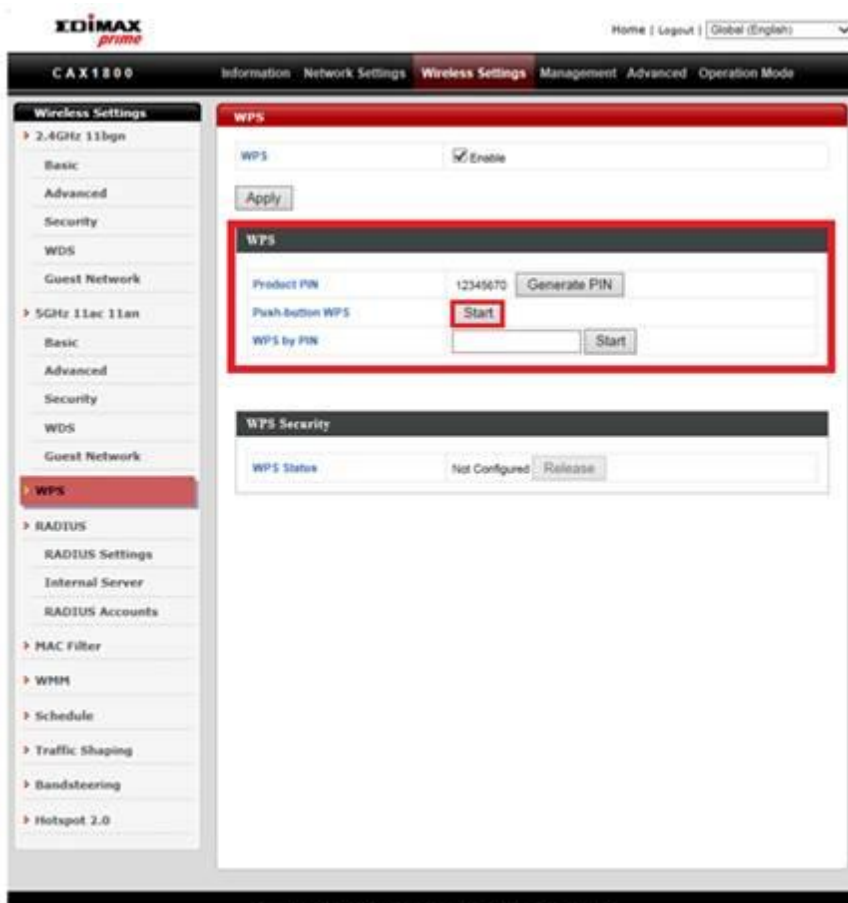 EDIMAX
prime
Home | Logout | Global (English)
CAX1800
Information Network Settings Wireless Settings Management Advanced Operation Mode
Wireless Settings
2.4GHz 11bgn
Basic
Advanced
Security
WDS
Guest Network
5GHz 11ac 11an
Basic
Advanced
Security
WDS
Guest Network
WPS
RADIUS
RADIUS Settings
Internal Server
RADIUS Accounts
MAC Filter
WMM
Schedule
Traffic Shaping
Bandsteering
Hotspot 2.0
WPS
WPS Enable
Apply
WPS
Product PIN 12345670 Generate PIN
Push-button WPS Start
WPS by PIN Start
WPS Security
WPS Status Not Configured Release